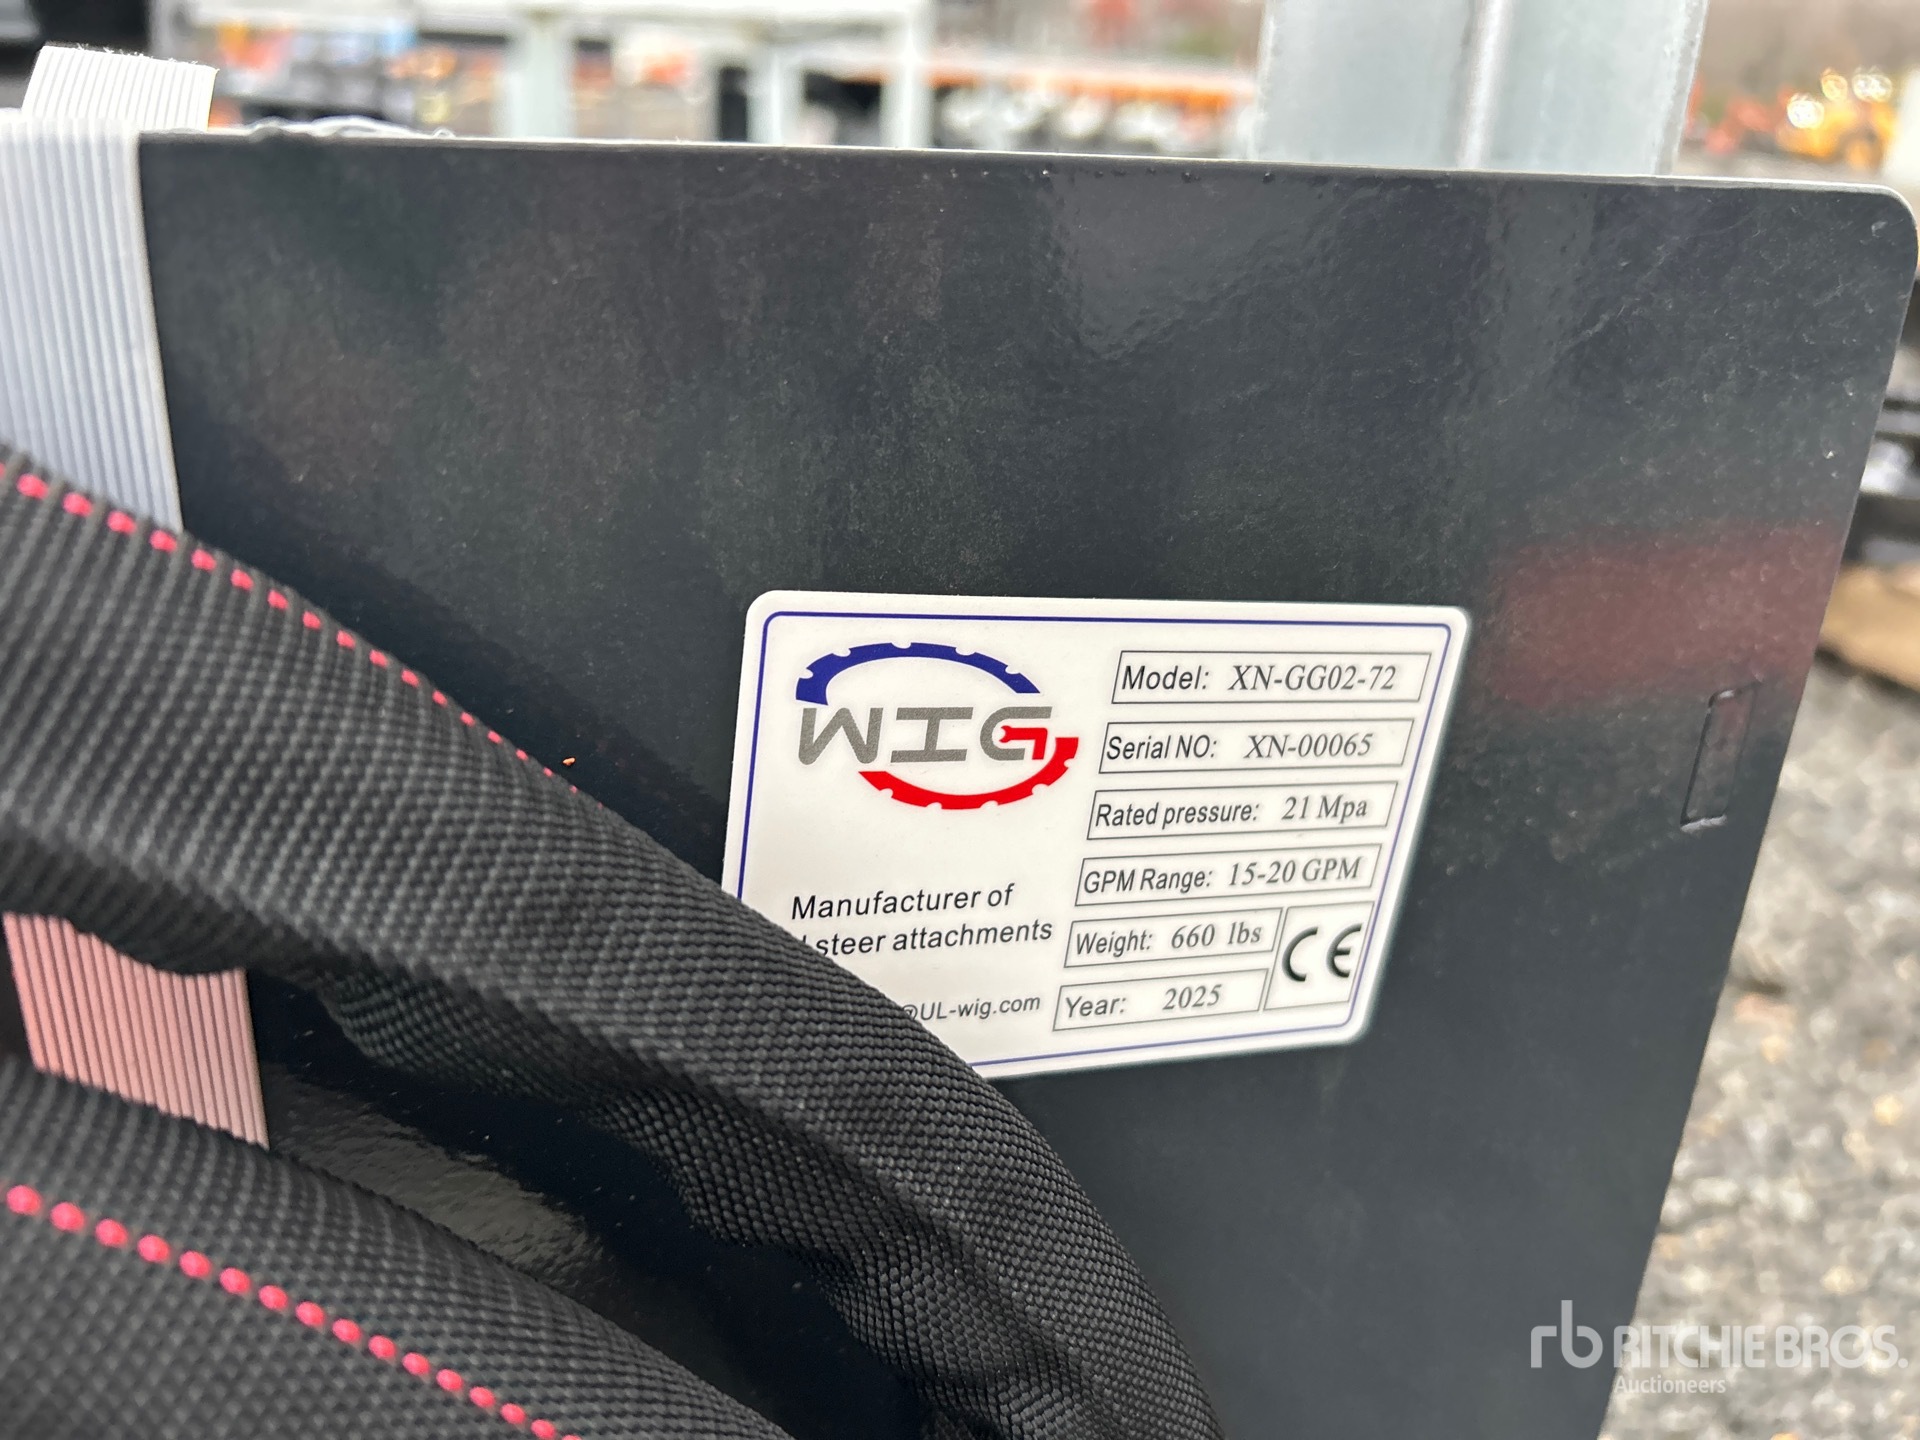 WIG
Model: XN-GG02-72
Serial NO: XN-00065
Rated pressure: 21 Mpa
GPM Range: 15-20 GPM
Weight: 660 lbs
CE
Year: 2025
Manufacturer of
steer attachments
@UL-wig.com
rb RITCHIE BROS.
Auctioneers